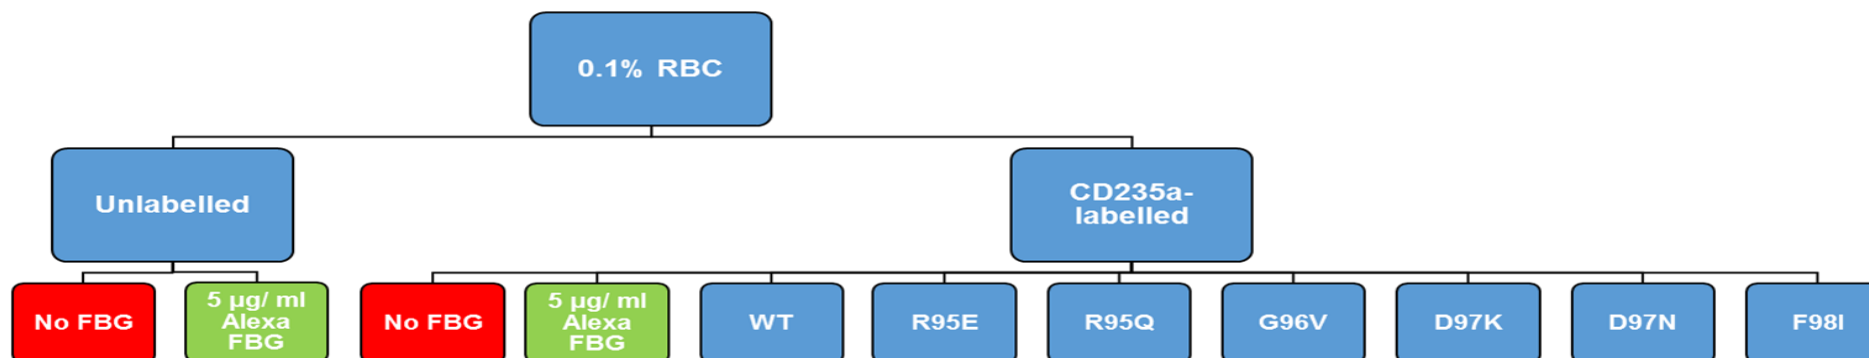 0.1% RBC
Unlabelled
CD235a-
labelled
No FBG
5 µg/ ml
Alexa
FBG
No FBG
5 µg/ ml
Alexa
FBG
WT
R95E
R95Q
G96V
D97K
D97N
F98I